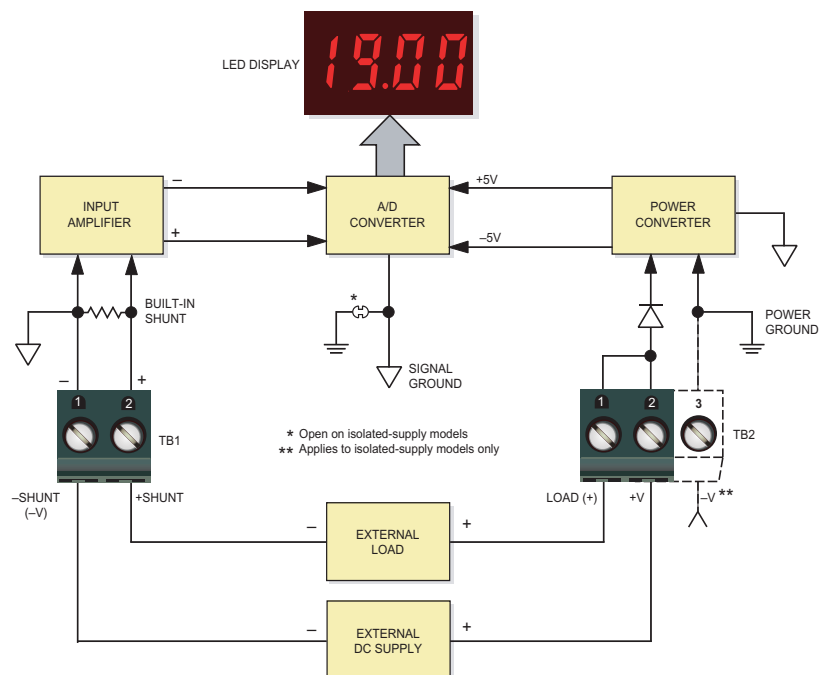 LED DISPLAY
19.00
–
+5V
INPUT
AMPLIFIER
A/D
CONVERTER
POWER
CONVERTER
+
–5V
*
BUILT-IN
SHUNT
POWER
GROUND
SIGNAL
GROUND
–
+
1
2
1
2
3
TB1
* Open on isolated-supply models
** Applies to isolated-supply models only
TB2
–SHUNT
(–V)
+SHUNT
LOAD (+)
+V
–V **
–
EXTERNAL
LOAD
+
–
EXTERNAL
DC SUPPLY
+